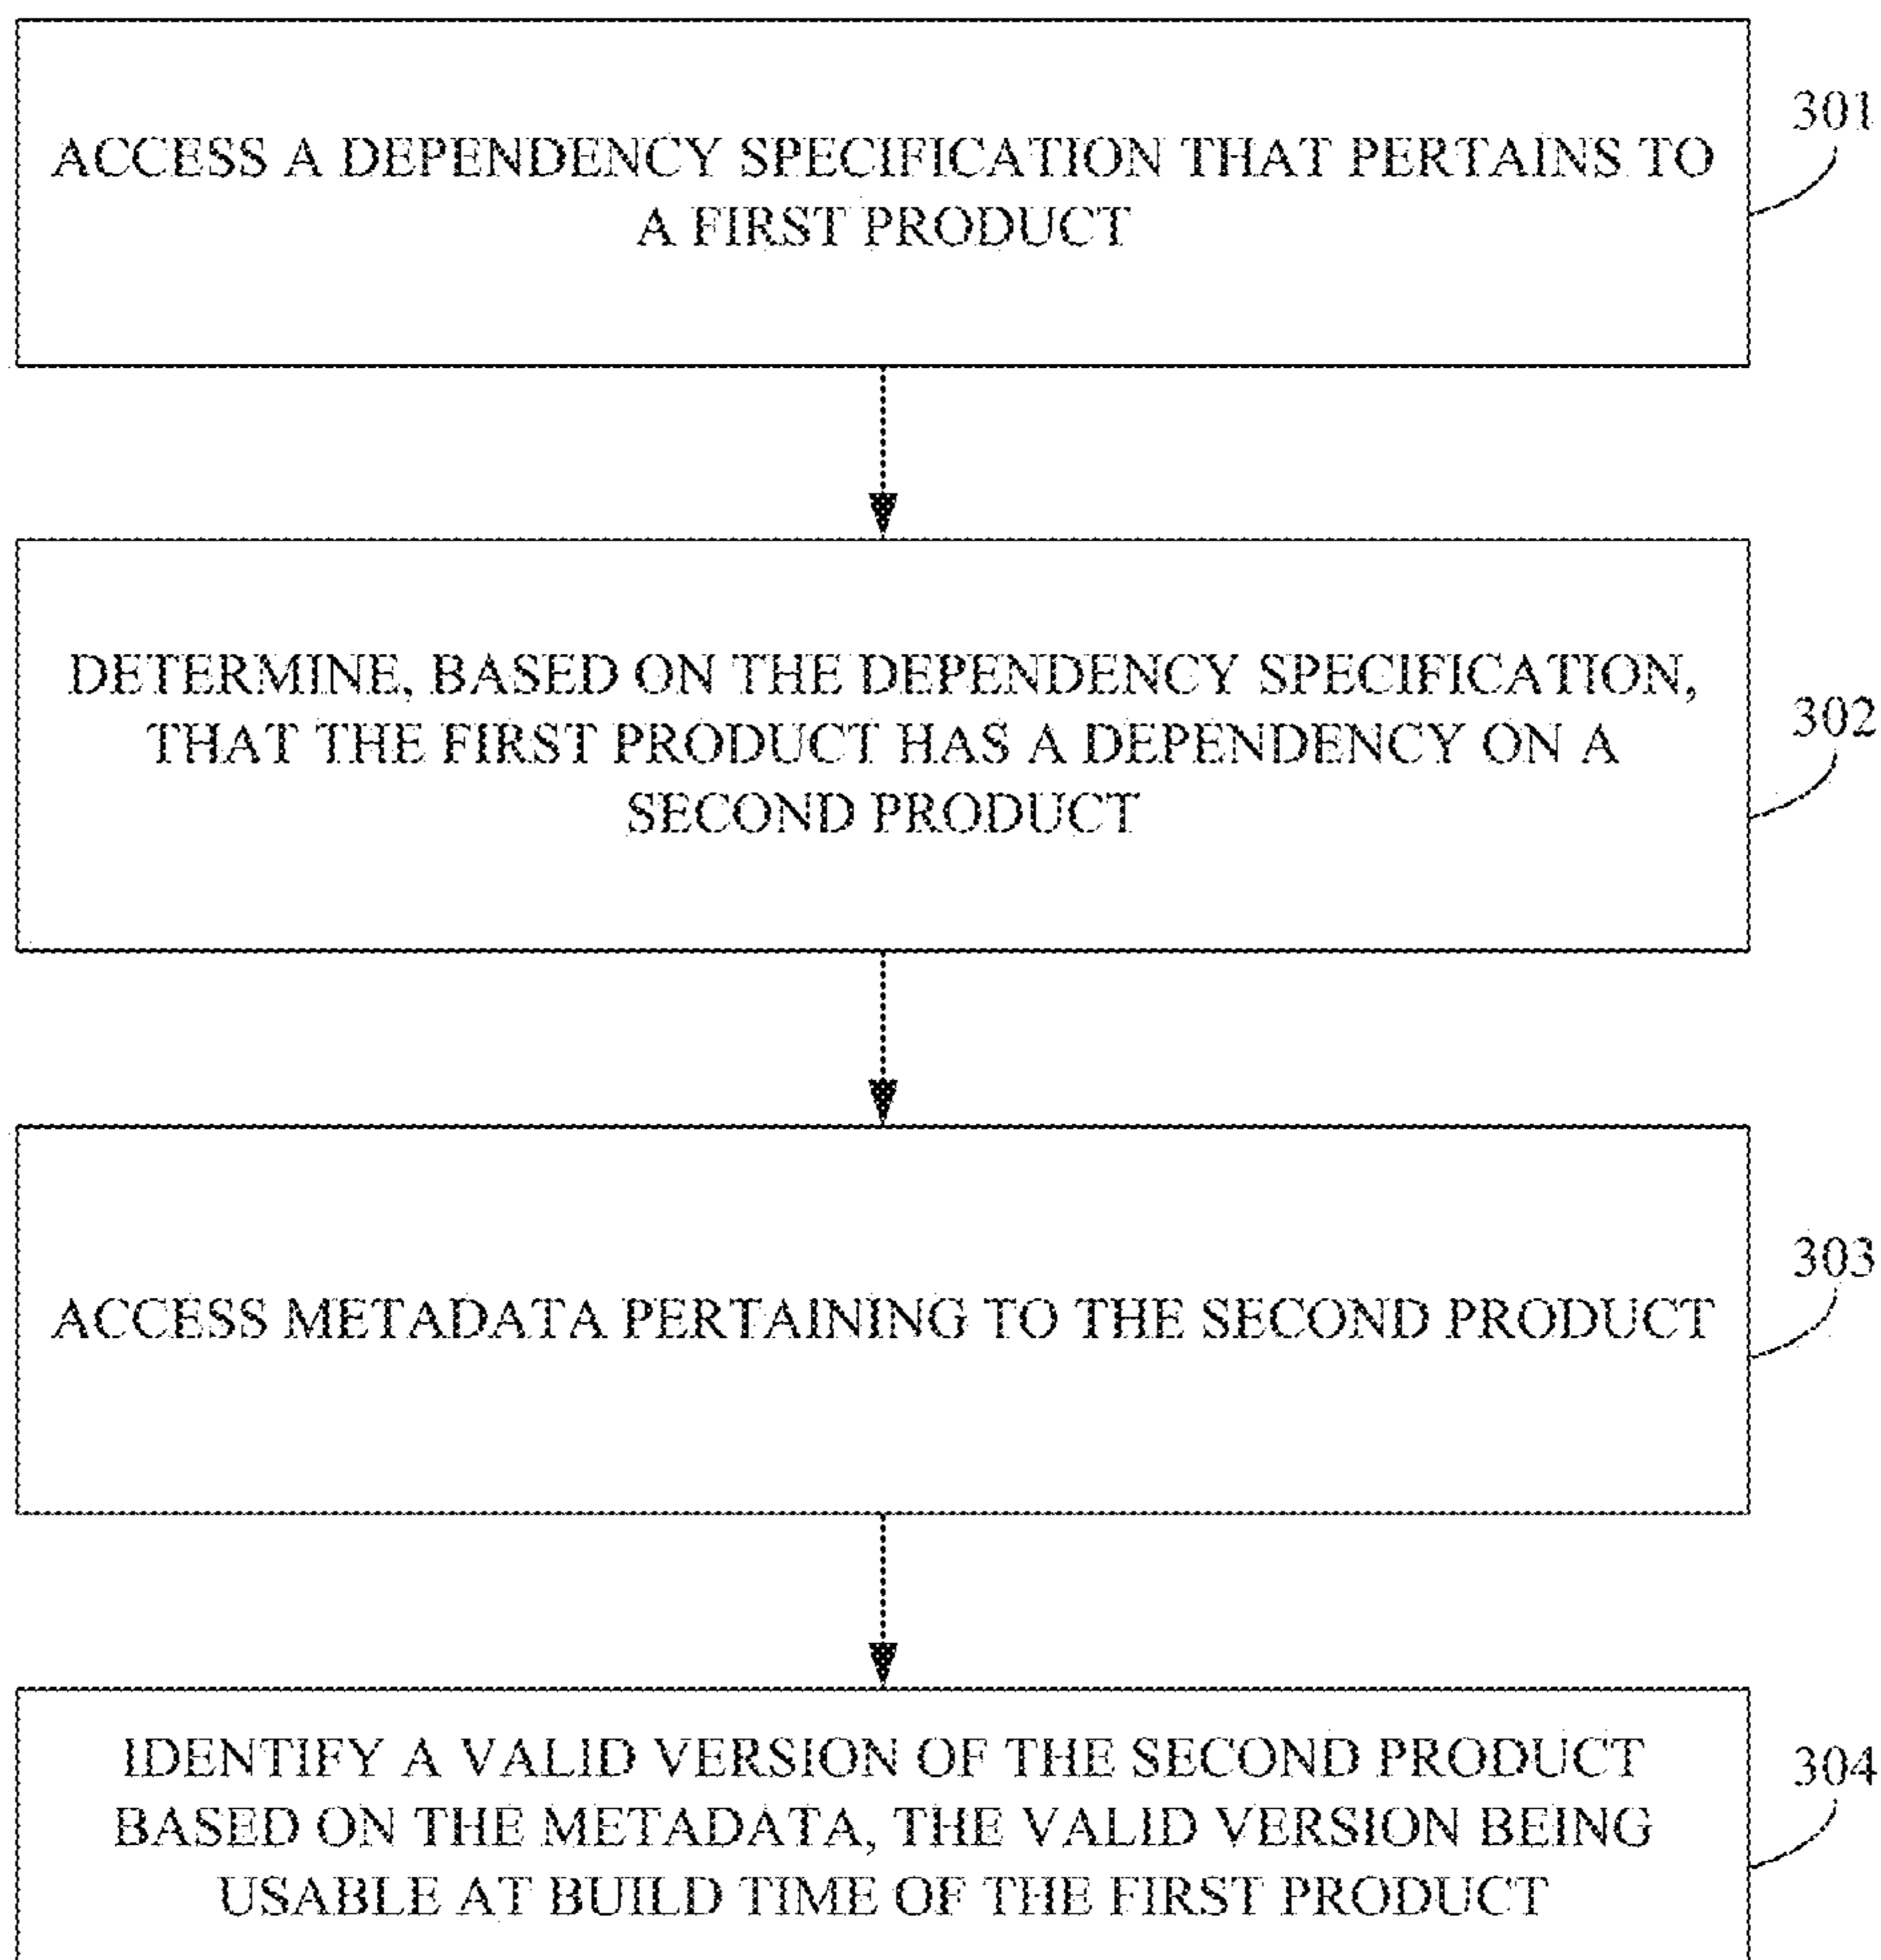 301
ACCESS A DEPENDENCY SPECIFICATION THAT PERTAINS TO
A FIRST PRODUCT
302
DETERMINE, BASED ON THE DEPENDENCY SPECIFICATION,
THAT THE FIRST PRODUCT HAS A DEPENDENCY ON A
SECOND PRODUCT
303
ACCESS METADATA PERTAINING TO THE SECOND PRODUCT
304
IDENTIFY A VALID VERSION OF THE SECOND PRODUCT
BASED ON THE METADATA, THE VALID VERSION BEING
USABLE AT BUILD TIME OF THE FIRST PRODUCT